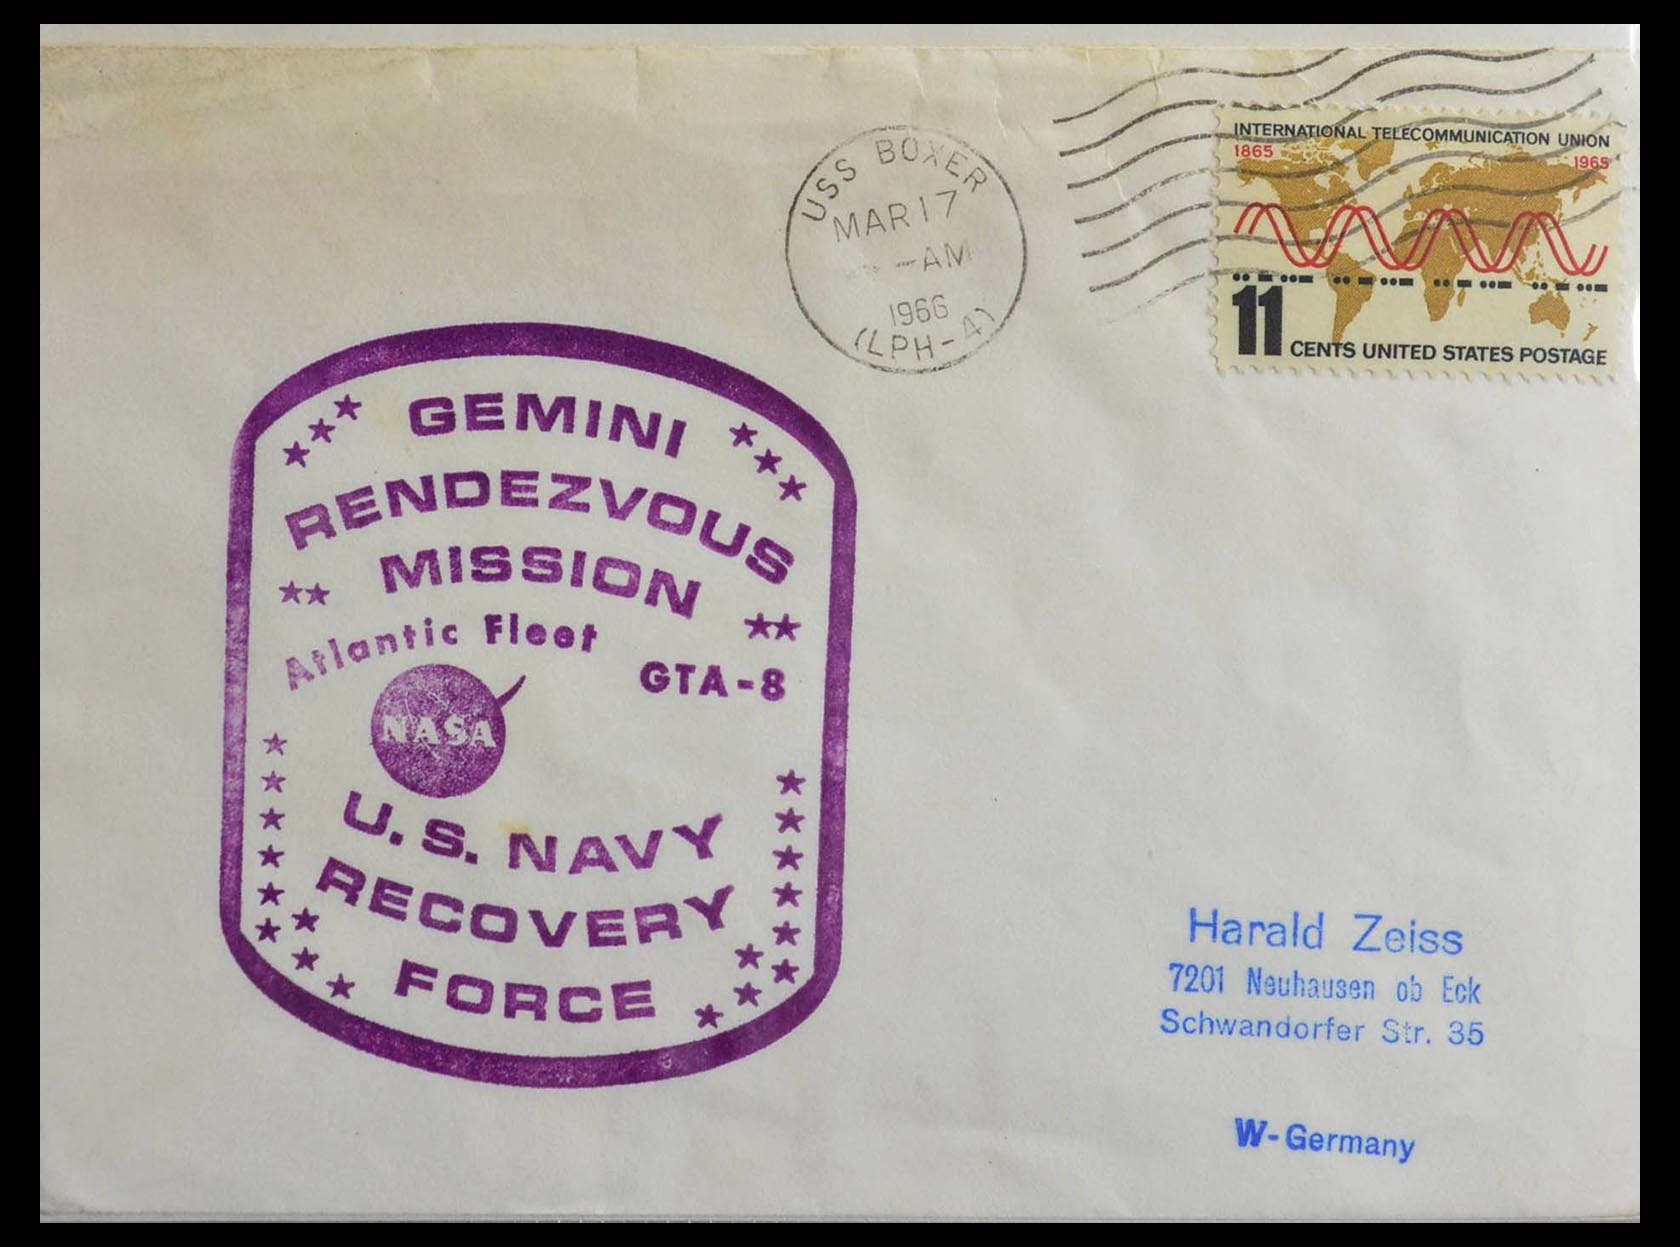 USS BOXER
MAR 17
-AM
1966
(LPH-4)
INTERNATIONAL TELECOMMUNICATION UNION
1865 1965
11 CENTS UNITED STATES POSTAGE
GEMINI
RENDEZVOUS
MISSION
Atlantic Fleet
GTA-8
NASA
U.S. NAVY
RECOVERY
FORCE
Harald Zeiss
7201 Neuhausen ob Eck
Schwandorfer Str. 35
W-Germany